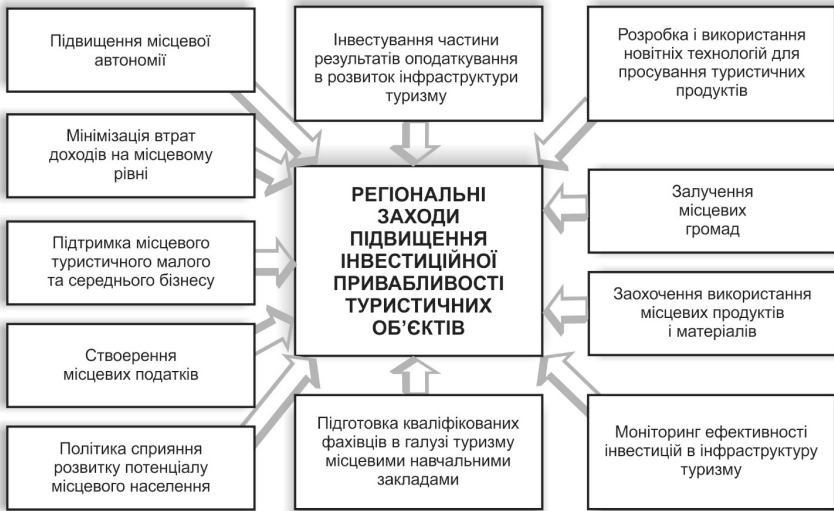 Підвищення місцевої
автономії
Інвестування частини
результатів оподаткування
в розвиток інфраструктури
туризму
Розробка і використання
новітніх технологій для
просування туристичних
продуктів
Мінімізація втрат
доходів на місцевому
рівні
РЕГІОНАЛЬНІ
ЗАХОДИ
ПІДВИЩЕННЯ
ІНВЕСТИЦІЙНОЇ
ПРИВАБЛИВОСТІ
ТУРИСТИЧНИХ
ОБ’ЄКТІВ
Залучення
місцевих
громад
Підтримка місцевого
туристичного малого
та середнього бізнесу
Заохочення використання
місцевих продуктів
і матеріалів
Ствоерення
місцевих податків
Політика сприяння
розвитку потенціалу
місцевого населення
Підготовка кваліфікованих
фахівців в галузі туризму
місцевими навчальними
закладами
Моніторинг ефективності
інвестицій в інфраструктуру
туризму